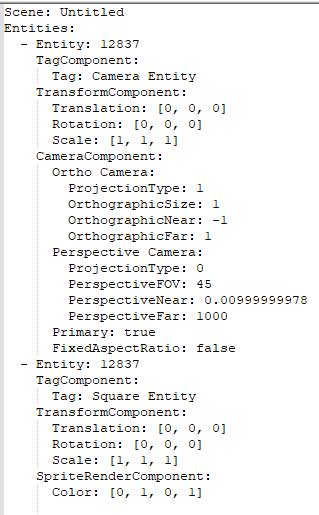 Scene: Untitled
Entities:
  - Entity: 12837
    TagComponent:
      Tag: Camera Entity
    TransformComponent:
      Translation: [0, 0, 0]
      Rotation: [0, 0, 0]
      Scale: [1, 1, 1]
    CameraComponent:
      Ortho Camera:
        ProjectionType: 1
        OrthographicSize: 1
        OrthographicNear: -1
        OrthographicFar: 1
      Perspective Camera:
        ProjectionType: 0
        PerspectiveFOV: 45
        PerspectiveNear: 0.00999999978
        PerspectiveFar: 1000
      Primary: true
      FixedAspectRatio: false
  - Entity: 12837
    TagComponent:
      Tag: Square Entity
    TransformComponent:
      Translation: [0, 0, 0]
      Rotation: [0, 0, 0]
      Scale: [1, 1, 1]
    SpriteRenderComponent:
      Color: [0, 1, 0, 1]